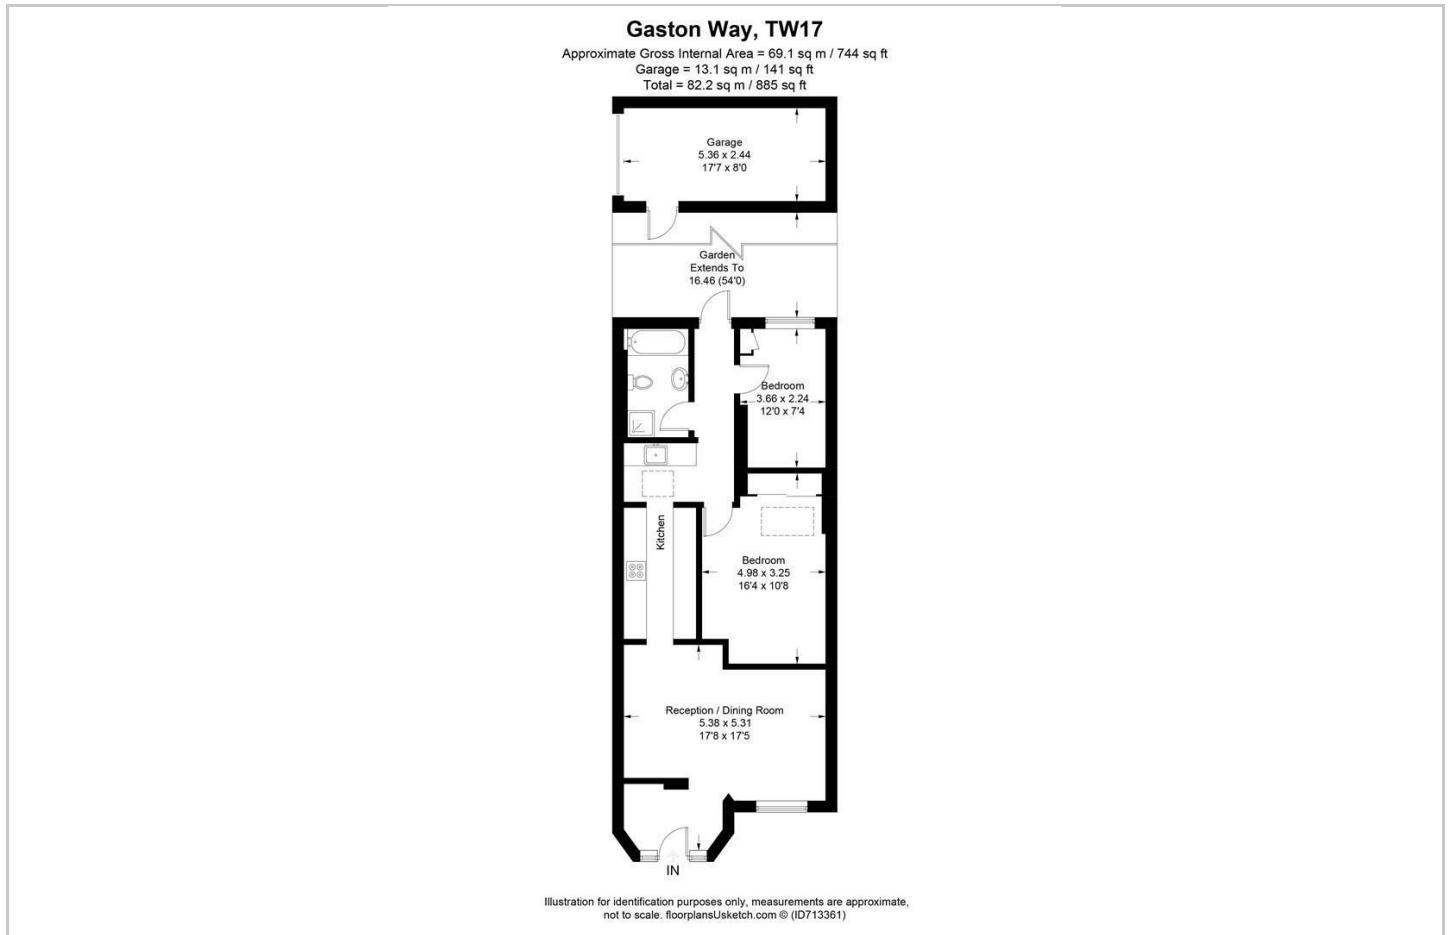 Gaston Way, TW17
Approximate Gross Internal Area = 69.1 sq m / 744 sq ft
Garage = 13.1 sq m / 141 sq ft
Total = 82.2 sq m / 885 sq ft
Garage
5.36 x 2.44
17'7 x 8'0
Garden
Extends To
16.46 (54'0)
Bedroom
3.66 x 2.24
12'0 x 7'4
Kitchen
Bedroom
4.98 x 3.25
16'4 x 10'8
Reception / Dining Room
5.38 x 5.31
17'8 x 17'5
IN
Illustration for identification purposes only, measurements are approximate,
not to scale. floorplansUsketch.com © (ID713361)